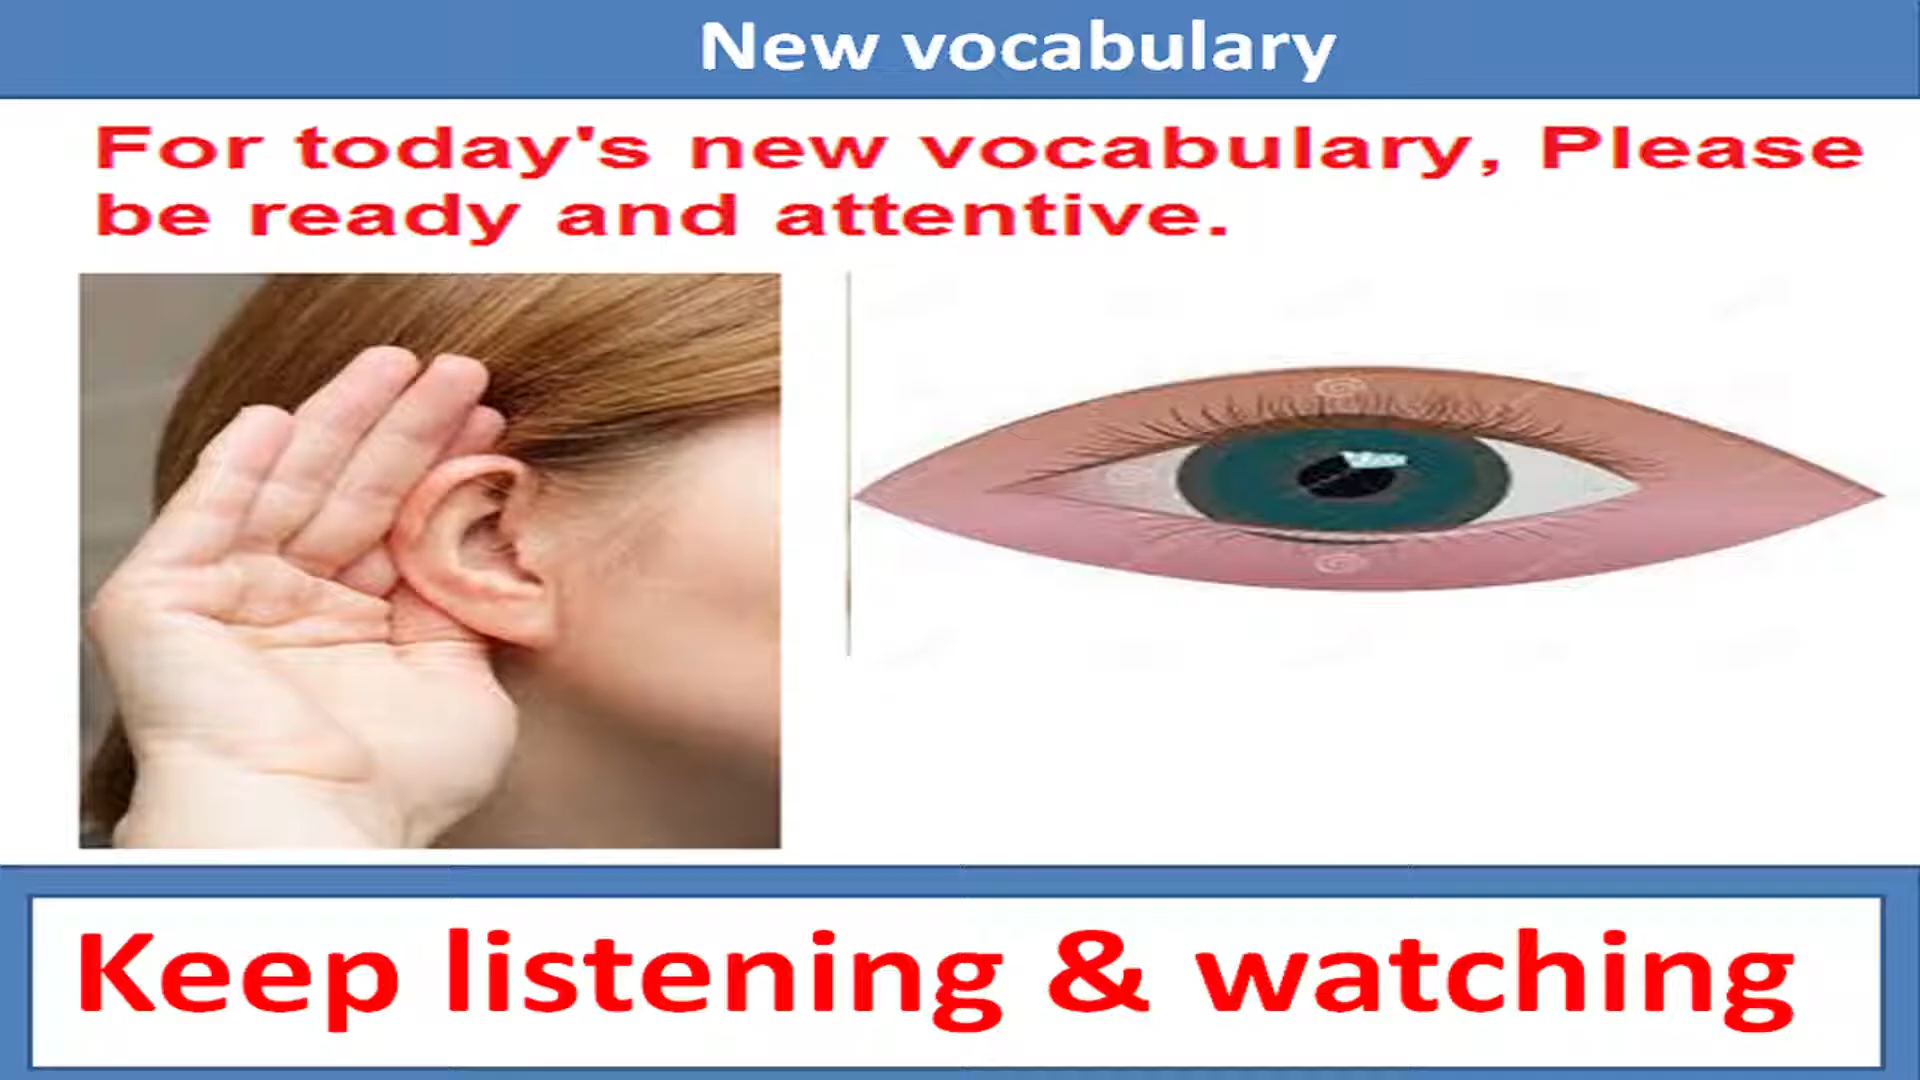 New vocabulary
For today's new vocabulary, Please
be ready and attentive.
Keep listening & watching